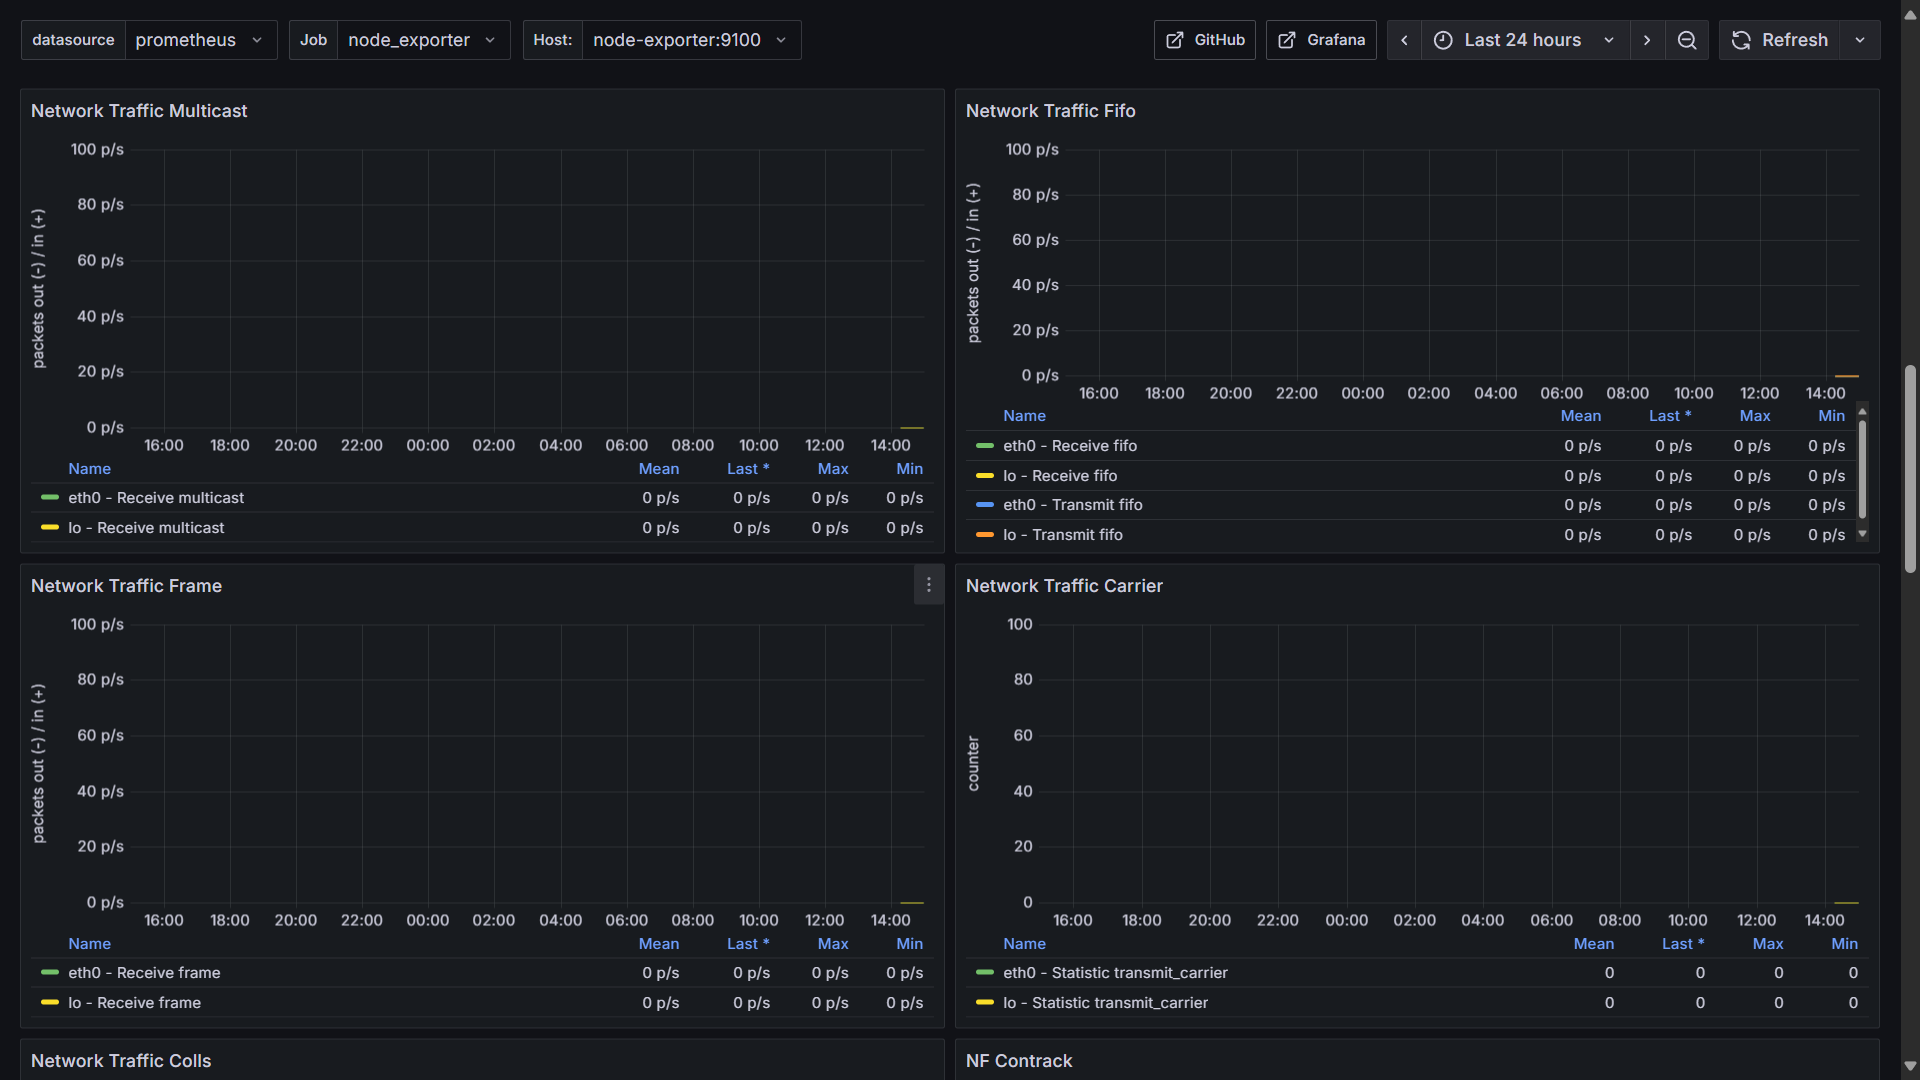 datasource prometheus Job node_exporter Host: node-exporter:9100 GitHub Grafana Last 24 hours Refresh
Network Traffic Multicast
packets out (-) / in (+)
100 p/s
80 p/s
60 p/s
40 p/s
20 p/s
0 p/s
16:00 18:00 20:00 22:00 00:00 02:00 04:00 06:00 08:00 10:00 12:00 14:00
Name Mean Last * Max Min
eth0 - Receive multicast 0 p/s 0 p/s 0 p/s 0 p/s
lo - Receive multicast 0 p/s 0 p/s 0 p/s 0 p/s
Network Traffic Fifo
packets out (-) / in (+)
100 p/s
80 p/s
60 p/s
40 p/s
20 p/s
0 p/s
16:00 18:00 20:00 22:00 00:00 02:00 04:00 06:00 08:00 10:00 12:00 14:00
Name Mean Last * Max Min
eth0 - Receive fifo 0 p/s 0 p/s 0 p/s 0 p/s
lo - Receive fifo 0 p/s 0 p/s 0 p/s 0 p/s
eth0 - Transmit fifo 0 p/s 0 p/s 0 p/s 0 p/s
lo - Transmit fifo 0 p/s 0 p/s 0 p/s 0 p/s
Network Traffic Frame
packets out (-) / in (+)
100 p/s
80 p/s
60 p/s
40 p/s
20 p/s
0 p/s
16:00 18:00 20:00 22:00 00:00 02:00 04:00 06:00 08:00 10:00 12:00 14:00
Name Mean Last * Max Min
eth0 - Receive frame 0 p/s 0 p/s 0 p/s 0 p/s
lo - Receive frame 0 p/s 0 p/s 0 p/s 0 p/s
Network Traffic Carrier
counter
100
80
60
40
20
0
16:00 18:00 20:00 22:00 00:00 02:00 04:00 06:00 08:00 10:00 12:00 14:00
Name Mean Last * Max Min
eth0 - Statistic transmit_carrier 0 0 0 0
lo - Statistic transmit_carrier 0 0 0 0
Network Traffic Colls
NF Contrack